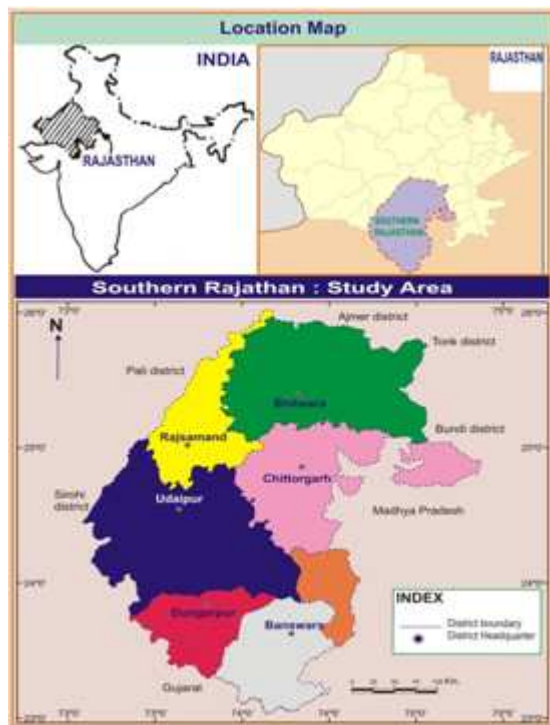 Location Map
INDIA
RAJASTHAN
RAJASTHAN
SOUTHERN
RAJASTHAN
Southern Rajathan : Study Area
N
Ajmer district
Tonk district
Pali district
Bhilwara
Bundi district
Rajsamand
Chittorgarh
Sirohi
district
Udaipur
Madhya Pradesh
Dungarpur
Banswara
INDEX
District boundary
District Headquarter
Gujarat
Km.